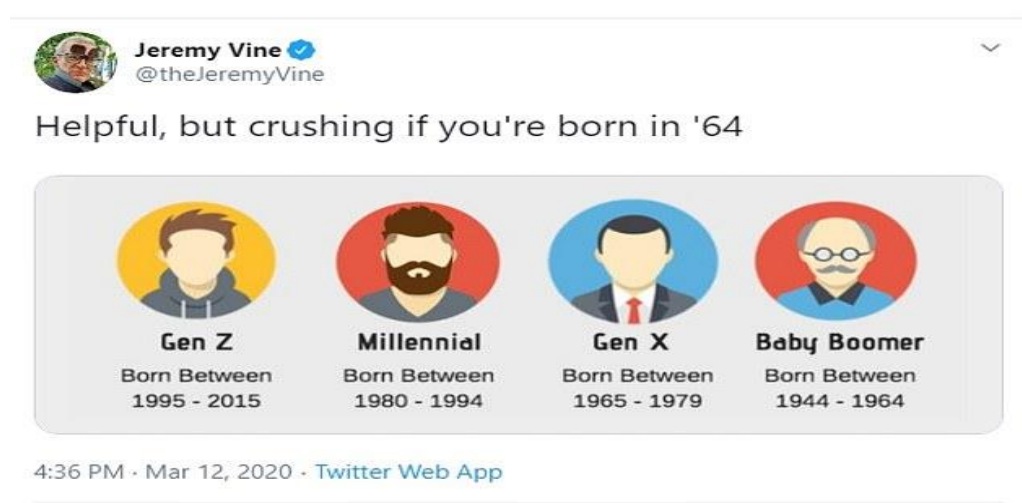 Jeremy Vine
@theJeremyVine
Helpful, but crushing if you're born in '64
Gen Z
Born Between
1995 - 2015
Millennial
Born Between
1980 - 1994
Gen X
Born Between
1965 - 1979
Baby Boomer
Born Between
1944 - 1964
4:36 PM · Mar 12, 2020 · Twitter Web App